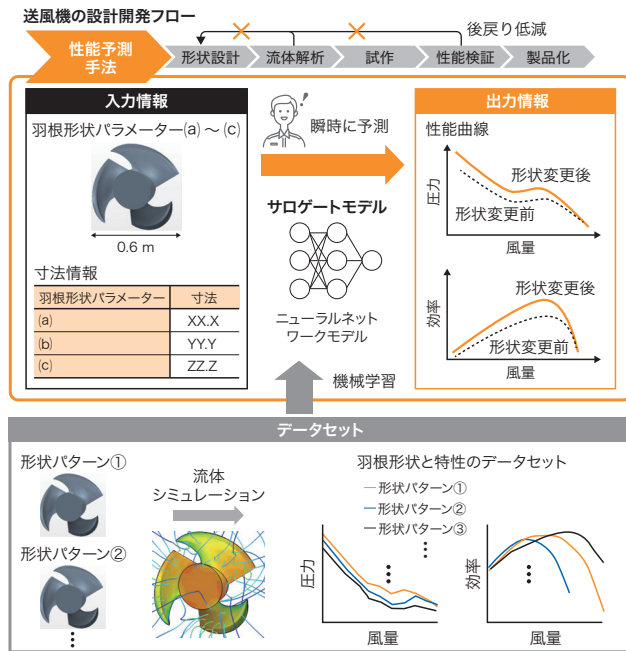 送風機の設計開発フロー
後戻り低減
性能予測
手法
形状設計
流体解析
試作
性能検証
製品化
入力情報
羽根形状パラメーター(a)～(c)
0.6 m
寸法情報
羽根形状パラメーター 寸法
(a) XX.X
(b) YY.Y
(c) ZZ.Z
瞬時に予測
サロゲートモデル
ニューラルネット
ワークモデル
機械学習
出力情報
性能曲線
圧力
形状変更後
形状変更前
風量
効率
形状変更後
形状変更前
風量
データセット
形状パターン①
形状パターン②
流体
シミュレーション
羽根形状と特性のデータセット
形状パターン①
形状パターン②
形状パターン③
圧力
風量
効率
風量